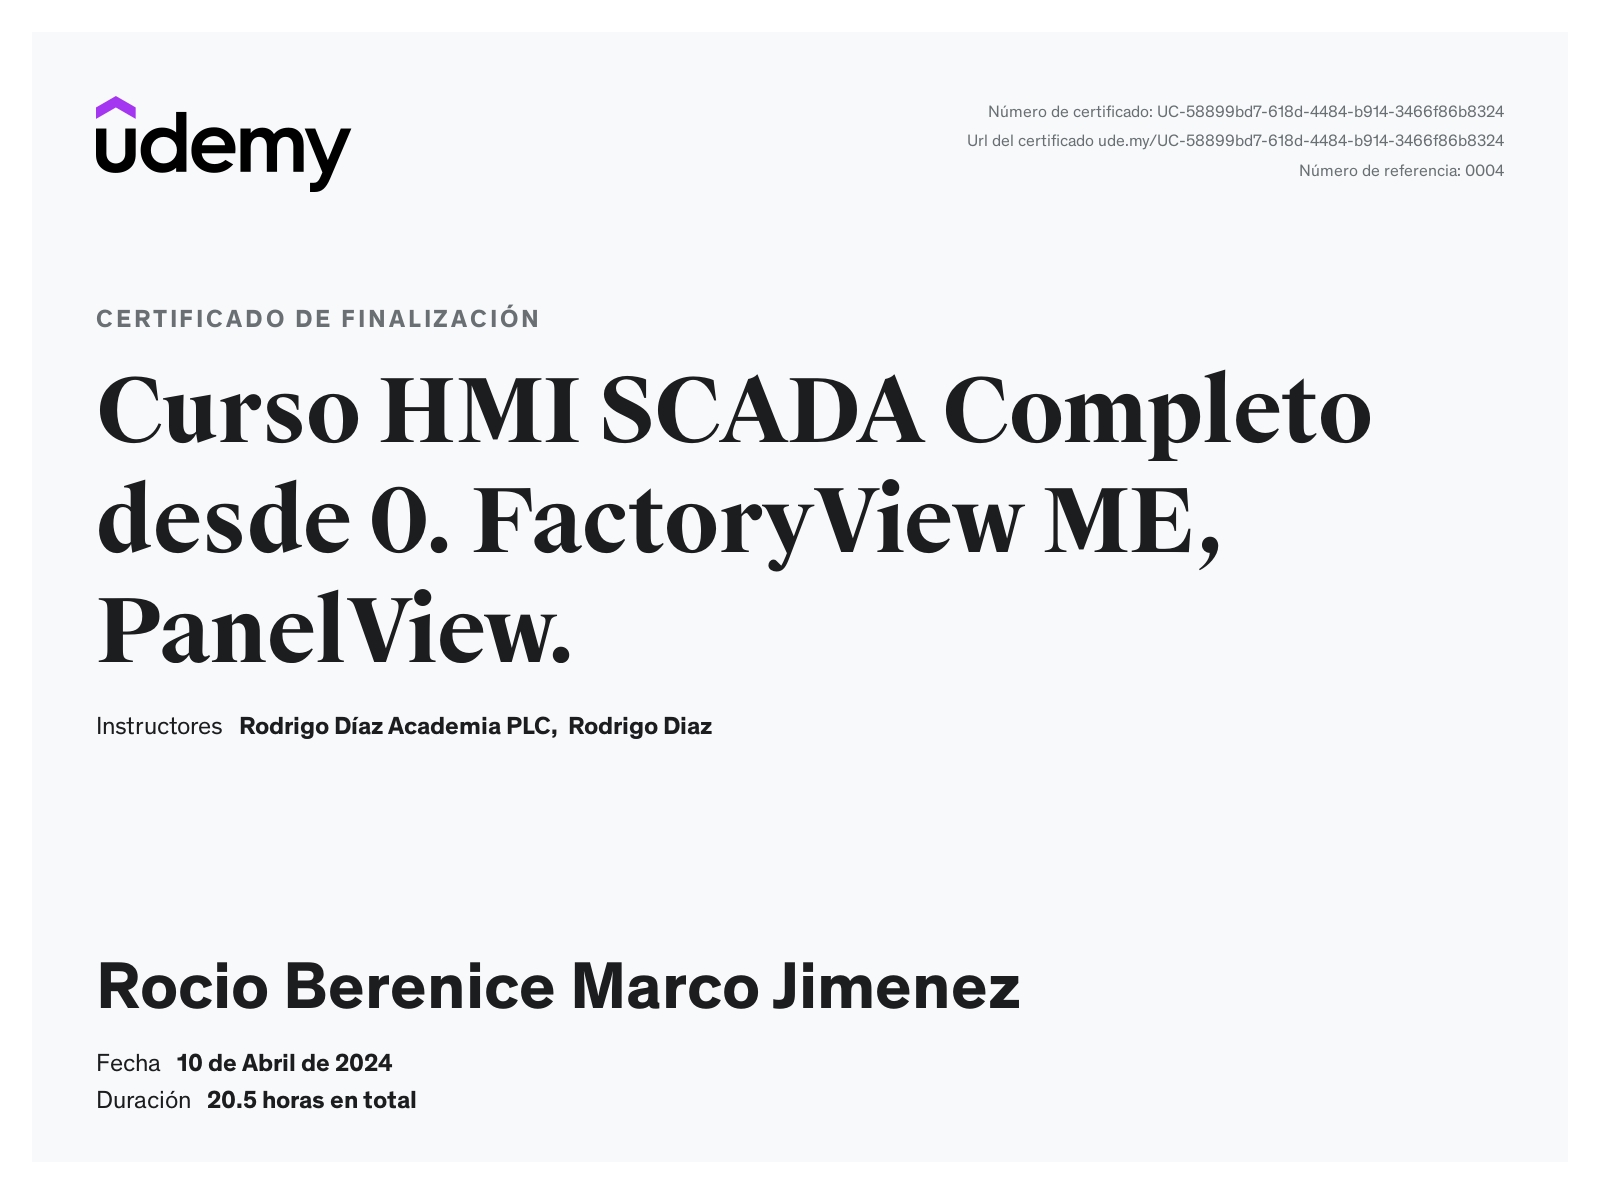 udemy
Número de certificado: UC-58899bd7-618d-4484-b914-3466f86b8324
Url del certificado ude.my/UC-58899bd7-618d-4484-b914-3466f86b8324
Número de referencia: 0004
CERTIFICADO DE FINALIZACIÓN
Curso HMI SCADA Completo
desde 0. FactoryView ME,
PanelView.
Instructores Rodrigo Díaz Academia PLC, Rodrigo Diaz
Rocio Berenice Marco Jimenez
Fecha 10 de Abril de 2024
Duración 20.5 horas en total